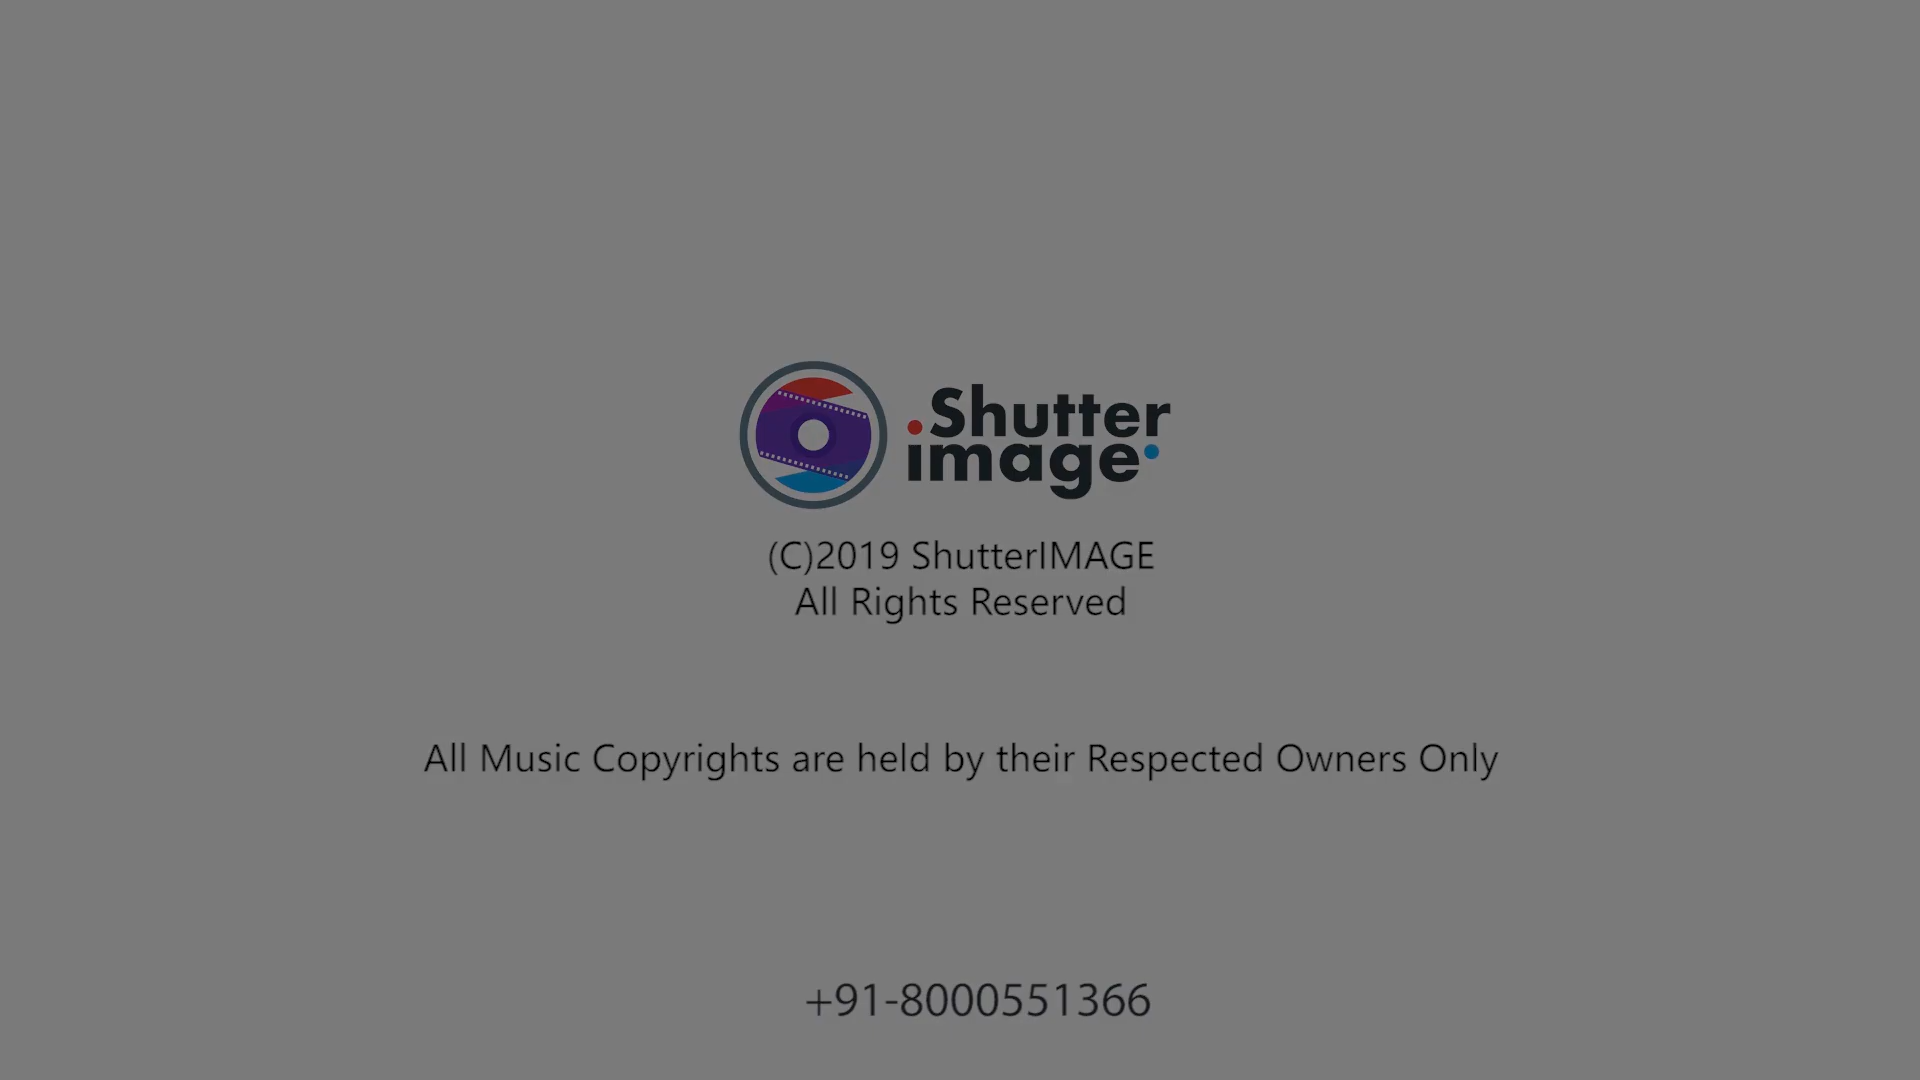 Shutter
image
(C)2019 ShutterIMAGE
All Rights Reserved
All Music Copyrights are held by their Respected Owners Only
+91-8000551366